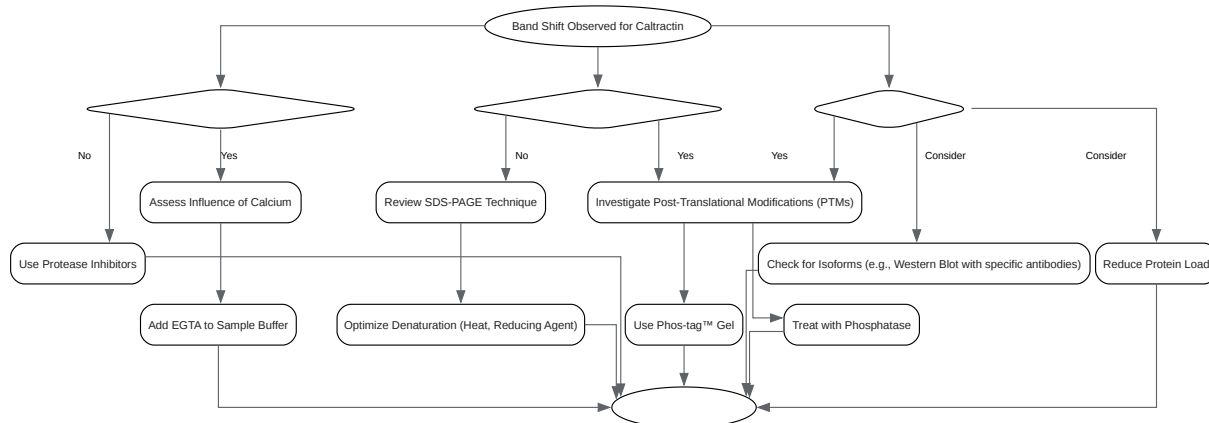 Band Shift Observed for Caltractin
No
Yes
No
Yes
Yes
Consider
Consider
Assess Influence of Calcium
Review SDS-PAGE Technique
Investigate Post-Translational Modifications (PTMs)
Use Protease Inhibitors
Check for Isoforms (e.g., Western Blot with specific antibodies)
Reduce Protein Load
Add EGTA to Sample Buffer
Optimize Denaturation (Heat, Reducing Agent)
Use Phos-tag™ Gel
Treat with Phosphatase